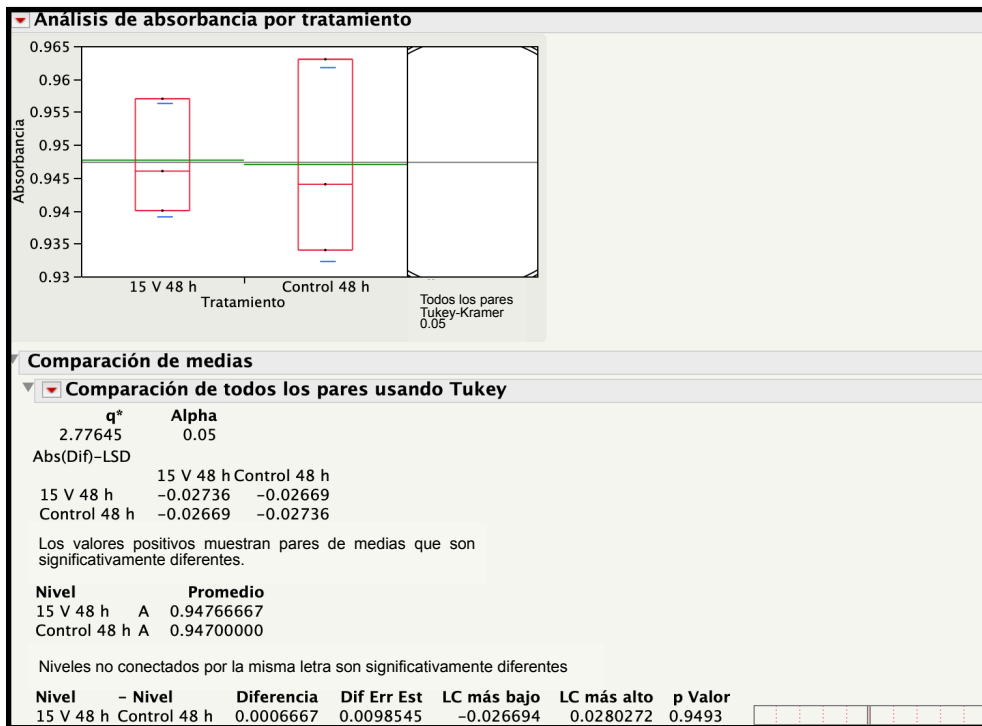 Análisis de absorbancia por tratamiento
0.965
0.96
0.955
0.95
0.945
0.94
0.935
0.93
Absorbancia
15 V 48 h Control 48 h
Tratamiento
Todos los pares
Tukey-Kramer
0.05
Comparación de medias
Comparación de todos los pares usando Tukey
q* Alpha
2.77645 0.05
Abs(Dif)-LSD
15 V 48 h Control 48 h
15 V 48 h -0.02736 -0.02669
Control 48 h -0.02669 -0.02736
Los valores positivos muestran pares de medias que son
significativamente diferentes.
Nivel Promedio
15 V 48 h A 0.94766667
Control 48 h A 0.94700000
Niveles no conectados por la misma letra son significativamente diferentes
Nivel - Nivel Diferencia Dif Err Est LC más bajo LC más alto p Valor
15 V 48 h Control 48 h 0.0006667 0.0098545 -0.026694 0.0280272 0.9493